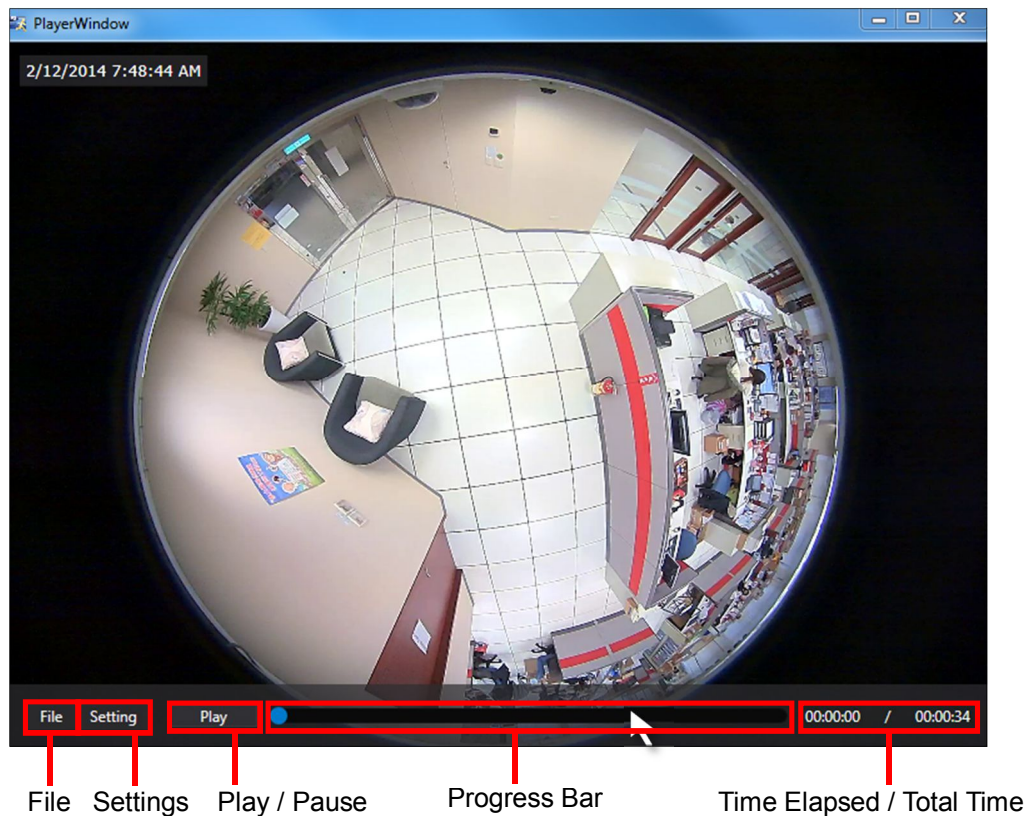 PlayerWindow
2/12/2014 7:48:44 AM
File Setting Play 00:00:00 / 00:00:34
File Settings Play / Pause Progress Bar Time Elapsed / Total Time